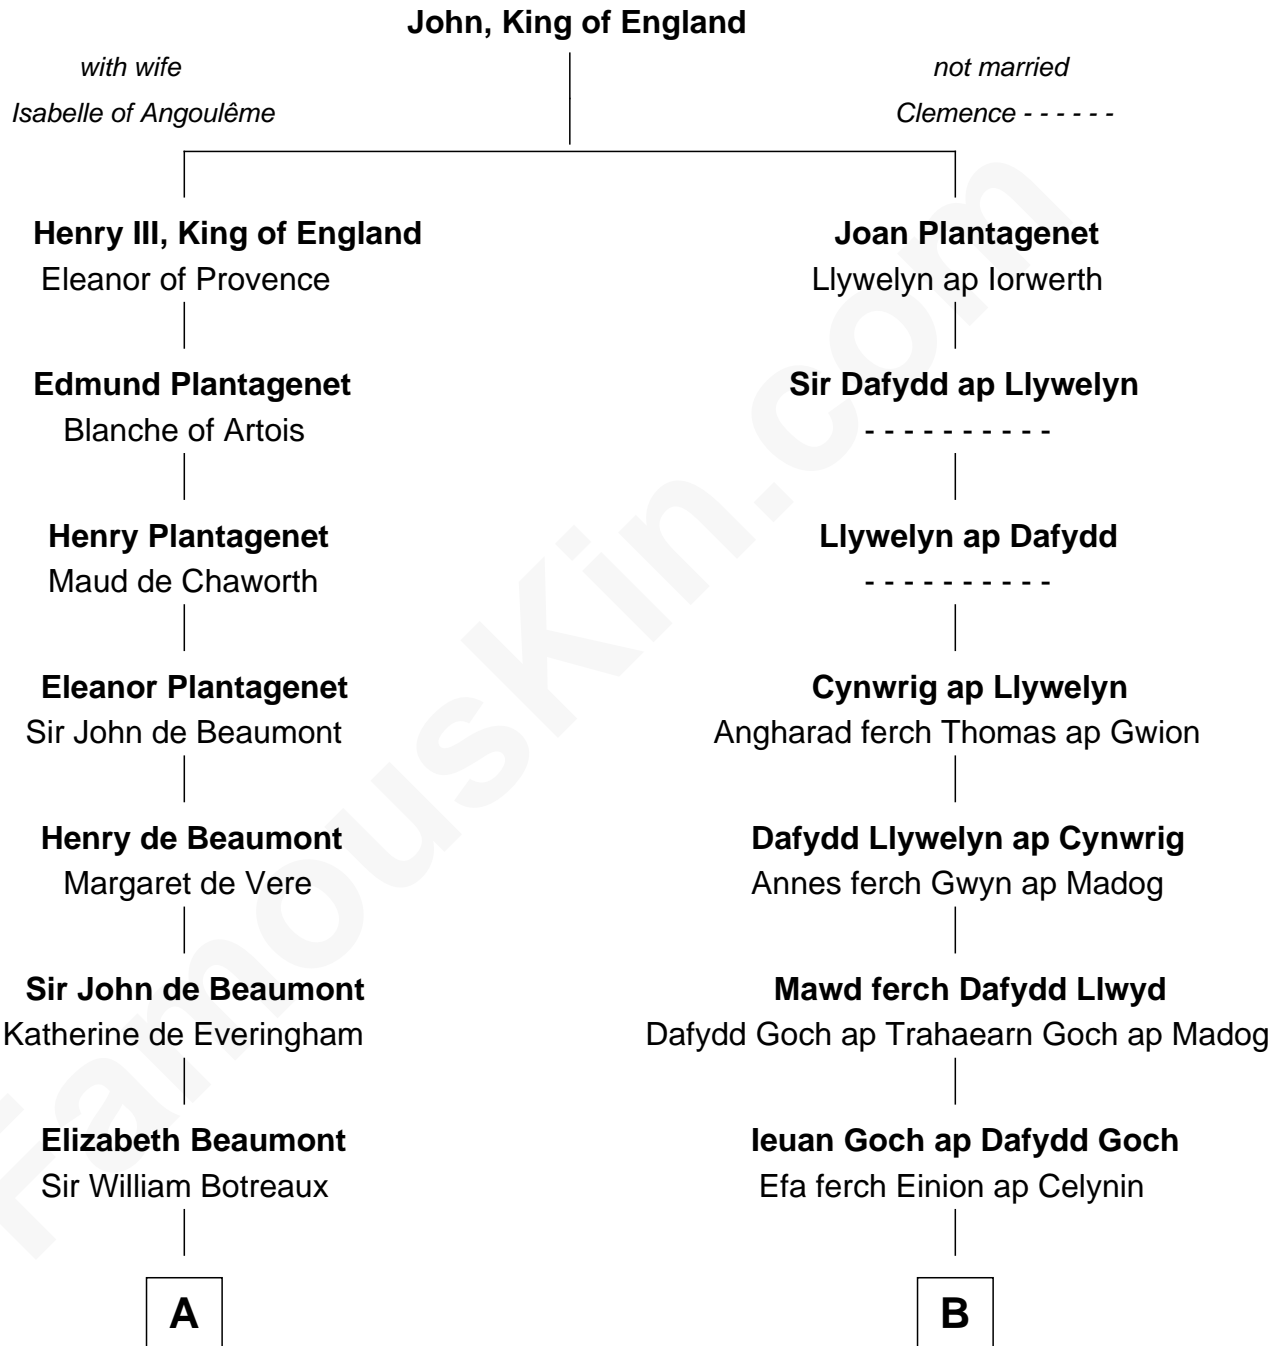 John, King of England
with wife
Isabelle of Angoulême
not married
Clemence - - - - - -
Henry III, King of England
Eleanor of Provence
Joan Plantagenet
Llywelyn ap Iorwerth
Edmund Plantagenet
Blanche of Artois
Sir Dafydd ap Llywelyn
- - - - - - - - - -
Henry Plantagenet
Maud de Chaworth
Llywelyn ap Dafydd
- - - - - - - - - -
Eleanor Plantagenet
Sir John de Beaumont
Cynwrig ap Llywelyn
Angharad ferch Thomas ap Gwion
Henry de Beaumont
Margaret de Vere
Dafydd Llywelyn ap Cynwrig
Annes ferch Gwyn ap Madog
Sir John de Beaumont
Katherine de Everingham
Mawd ferch Dafydd Llwyd
Dafydd Goch ap Trahaearn Goch ap Madog
Elizabeth Beaumont
Sir William Botreaux
Ieuan Goch ap Dafydd Goch
Efa ferch Einion ap Celynin
A
B
FamousKin.com